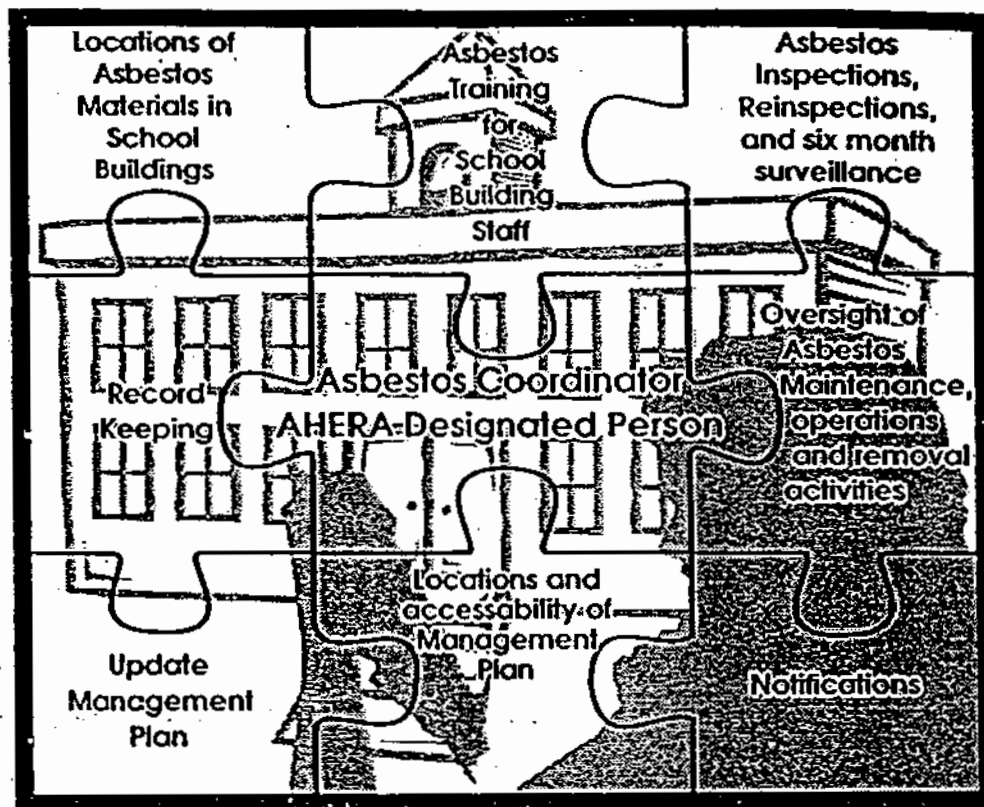 Locations of
Asbestos
Materials in
School
Buildings
Asbestos
Training
for
School
Building
Staff
Asbestos
Inspections,
Reinspections,
and six month
surveillance
Record
Keeping
Asbestos Coordinator
AHERA-Designated Person
Oversight of
Asbestos
Maintenance,
operations
and removal
activities
Update
Management
Plan
Locations and
accessability of
Management
Plan
Notifications